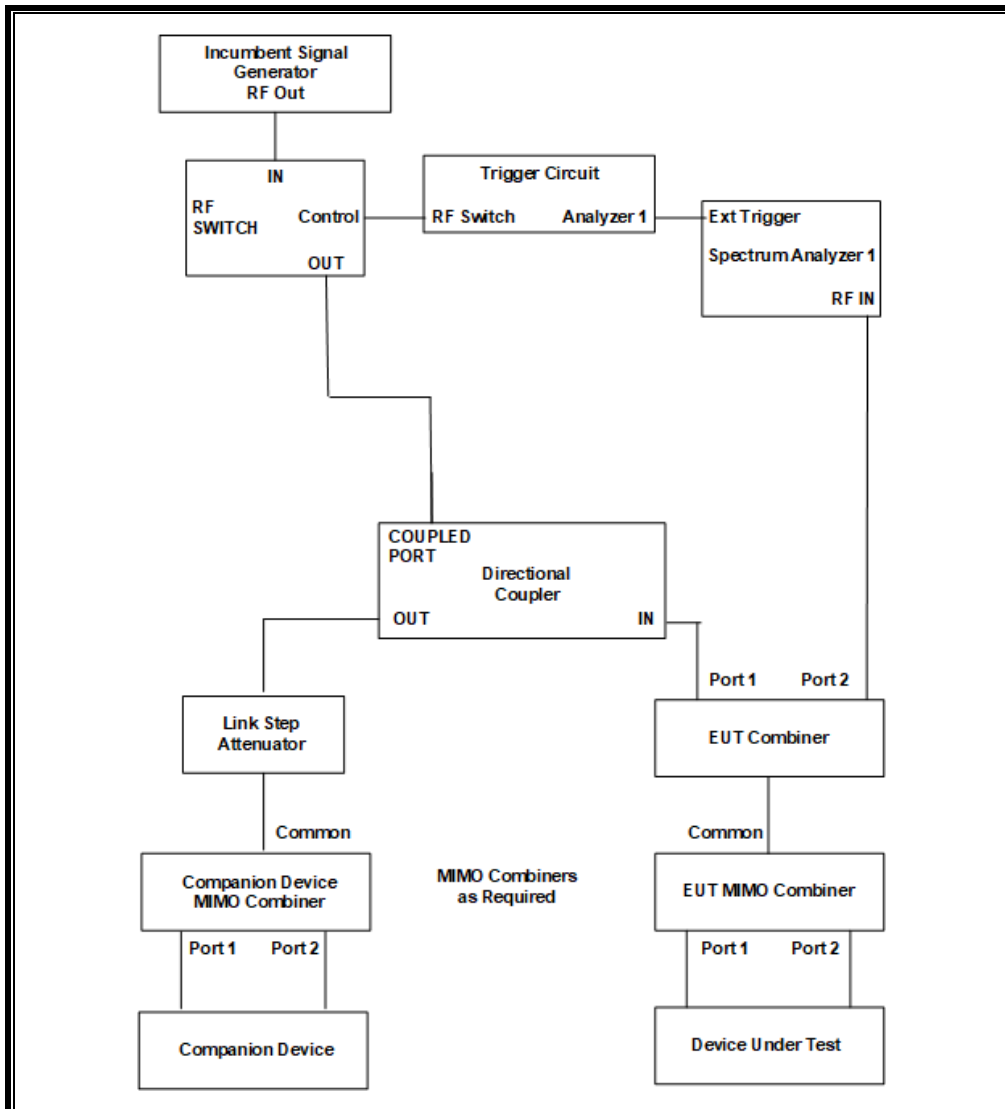 Incumbent Signal
Generator
RF Out
IN
RF
SWITCH
Control
OUT
Trigger Circuit
RF Switch
Analyzer 1
Ext Trigger
Spectrum Analyzer 1
RF IN
COUPLED
PORT
Directional
Coupler
OUT
IN
Port 1
Port 2
Link Step
Attenuator
EUT Combiner
Common
Common
Companion Device
MIMO Combiner
MIMO Combiners
as Required
EUT MIMO Combiner
Port 1
Port 2
Port 1
Port 2
Companion Device
Device Under Test